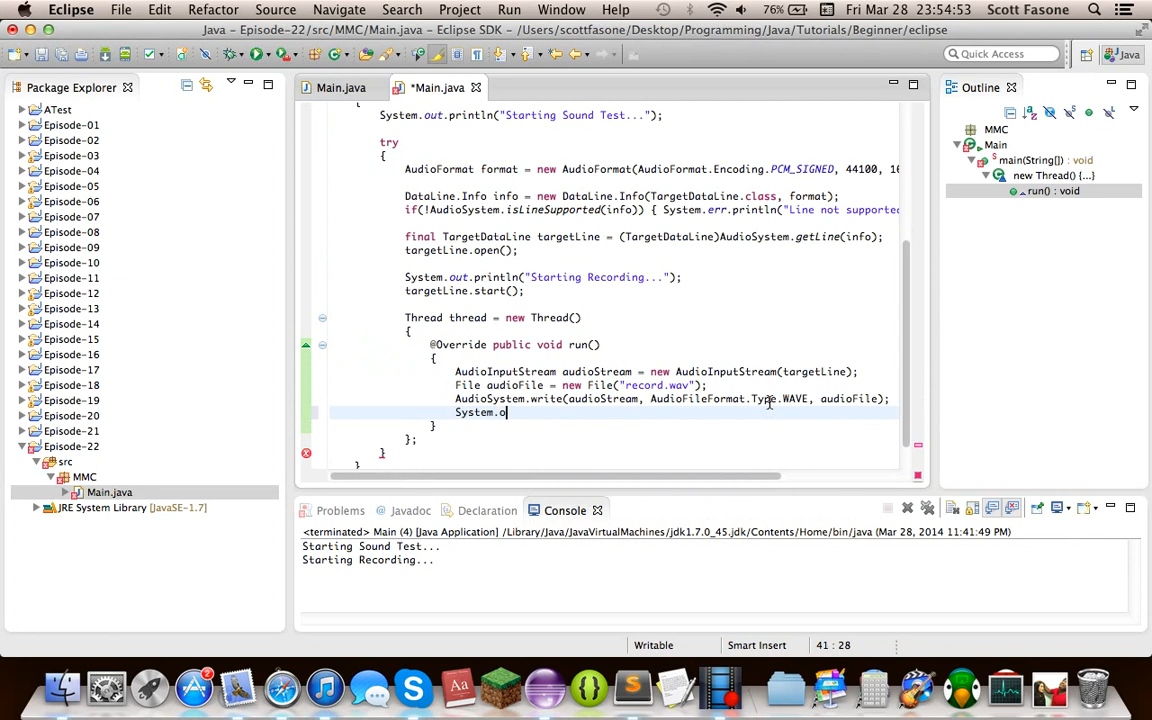 Eclipse File Edit Refactor Source Navigate Search Project Run Window Help 76% Fri Mar 28 23:54:53 Scott Fasone
Java - Episode-22/src/MMC/Main.java - Eclipse SDK - /Users/scottfasone/Desktop/Programming/Java/Tutorials/Beginner/eclipse
Quick Access Java
Package Explorer
ATest
Episode-01
Episode-02
Episode-03
Episode-04
Episode-05
Episode-06
Episode-07
Episode-08
Episode-09
Episode-10
Episode-11
Episode-12
Episode-13
Episode-14
Episode-15
Episode-16
Episode-17
Episode-18
Episode-19
Episode-20
Episode-21
Episode-22
src
MMC
Main.java
JRE System Library [JavaSE-1.7]
Main.java *Main.java
{
System.out.println("Starting Sound Test...");
try
{
AudioFormat format = new AudioFormat(AudioFormat.Encoding.PCM_SIGNED, 44100, 16
DataLine.Info info = new DataLine.Info(TargetDataLine.class, format);
if(!AudioSystem.isLineSupported(info)) { System.err.println("Line not supported
final TargetDataLine targetLine = (TargetDataLine)AudioSystem.getLine(info);
targetLine.open();
System.out.println("Starting Recording...");
targetLine.start();
Thread thread = new Thread()
{
@Override public void run()
{
AudioInputStream audioStream = new AudioInputStream(targetLine);
File audioFile = new File("record.wav");
AudioSystem.write(audioStream, AudioFileFormat.Type.WAVE, audioFile);
System.o
}
};
}
}
Outline
MMC
Main
main(String[]) : void
new Thread() {...}
run() : void
Problems Javadoc Declaration Console
<terminated> Main (4) [Java Application] /Library/Java/JavaVirtualMachines/jdk1.7.0_45.jdk/Contents/Home/bin/java (Mar 28, 2014 11:41:49 PM)
Starting Sound Test...
Starting Recording...
Writable Smart Insert 41 : 28
2
Aa